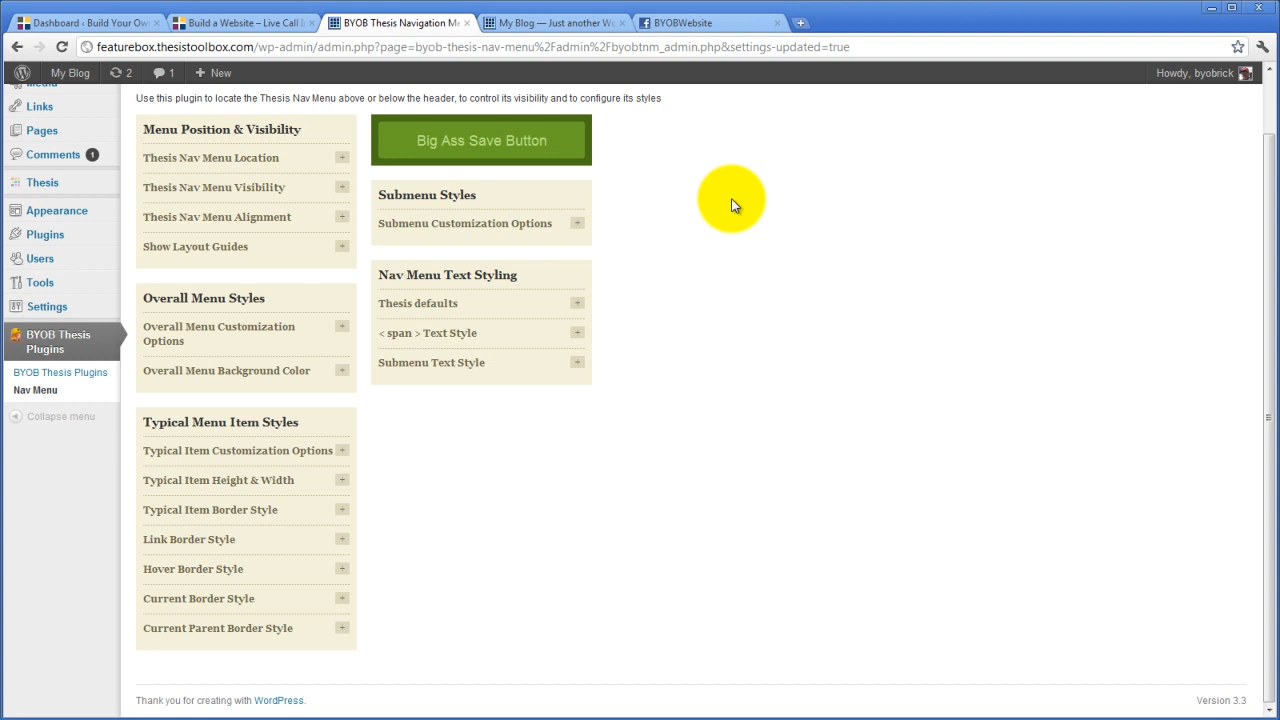 Dashboard ‹ Build Your Own
Build a Website – Live Call I
BYOB Thesis Navigation Me
My Blog — Just another Wo
BYOBWebsite
featurebox.thesistoolbox.com/wp-admin/admin.php?page=byob-thesis-nav-menu%2Fadmin%2Fbyobtnm_admin.php&settings-updated=true
My Blog
2
1
+ New
Howdy, byobrick
Media
Links
Pages
Comments 1
Thesis
Appearance
Plugins
Users
Tools
Settings
BYOB Thesis
Plugins
BYOB Thesis Plugins
Nav Menu
Collapse menu
Use this plugin to locate the Thesis Nav Menu above or below the header, to control its visibility and to configure its styles
Menu Position & Visibility
Thesis Nav Menu Location +
Thesis Nav Menu Visibility +
Thesis Nav Menu Alignment +
Show Layout Guides +
Overall Menu Styles
Overall Menu Customization +
Options
Overall Menu Background Color +
Typical Menu Item Styles
Typical Item Customization Options +
Typical Item Height & Width +
Typical Item Border Style +
Link Border Style +
Hover Border Style +
Current Border Style +
Current Parent Border Style +
Big Ass Save Button
Submenu Styles
Submenu Customization Options +
Nav Menu Text Styling
Thesis defaults +
< span > Text Style +
Submenu Text Style +
Thank you for creating with WordPress.
Version 3.3